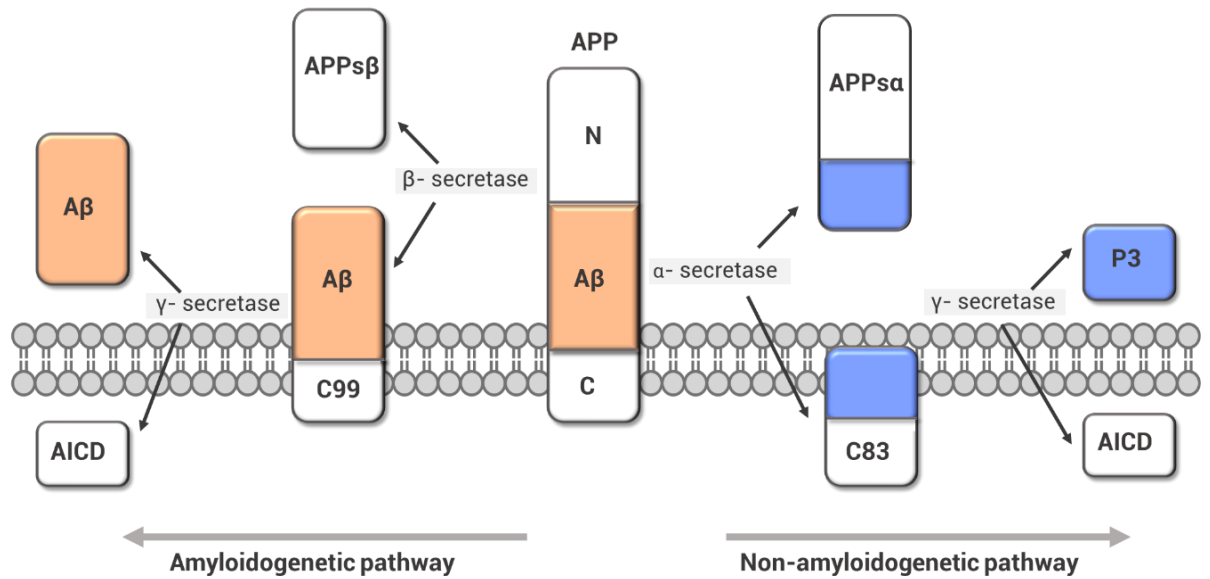 APP
APPsβ
APPsα
N
β- secretase
Aβ
Aβ
Aβ
α- secretase
P3
γ- secretase
γ- secretase
C99
C
C83
AICD
AICD
Amyloidogenetic pathway
Non-amyloidogenetic pathway